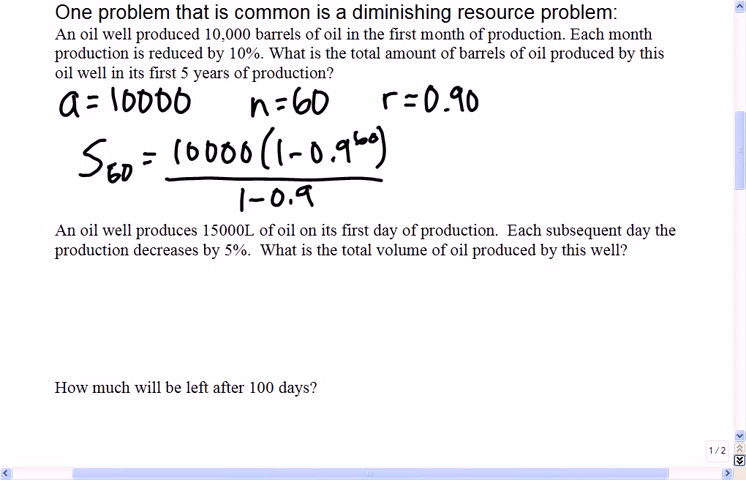 One problem that is common is a diminishing resource problem:
An oil well produced 10,000 barrels of oil in the first month of production. Each month
production is reduced by 10%. What is the total amount of barrels of oil produced by this
oil well in its first 5 years of production?
a=10000 n=60 r=0.90
S₆₀ = 10000(1-0.9⁶⁰)
1-0.9
An oil well produces 15000L of oil on its first day of production. Each subsequent day the
production decreases by 5%. What is the total volume of oil produced by this well?
How much will be left after 100 days?
1/2